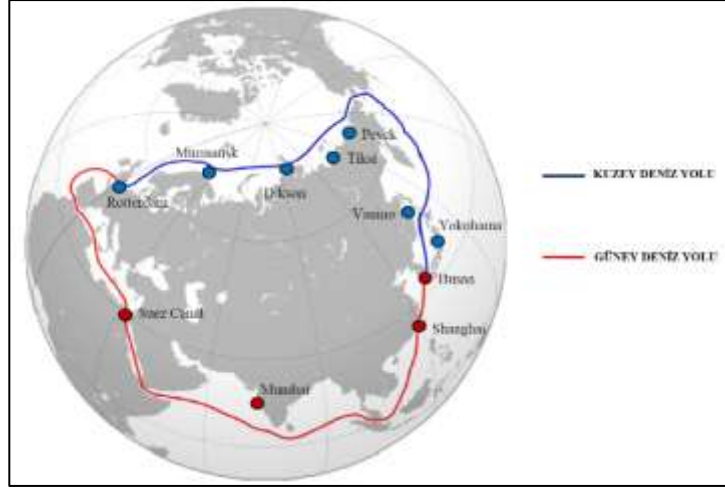 Pevek
Murmansk
Tiksi
Dikson
Rotterdam
Vanino
Yokohama
Busan
Suez Canal
Shanghai
Mumbai
KUZEY DENİZ YOLU
GÜNEY DENİZ YOLU